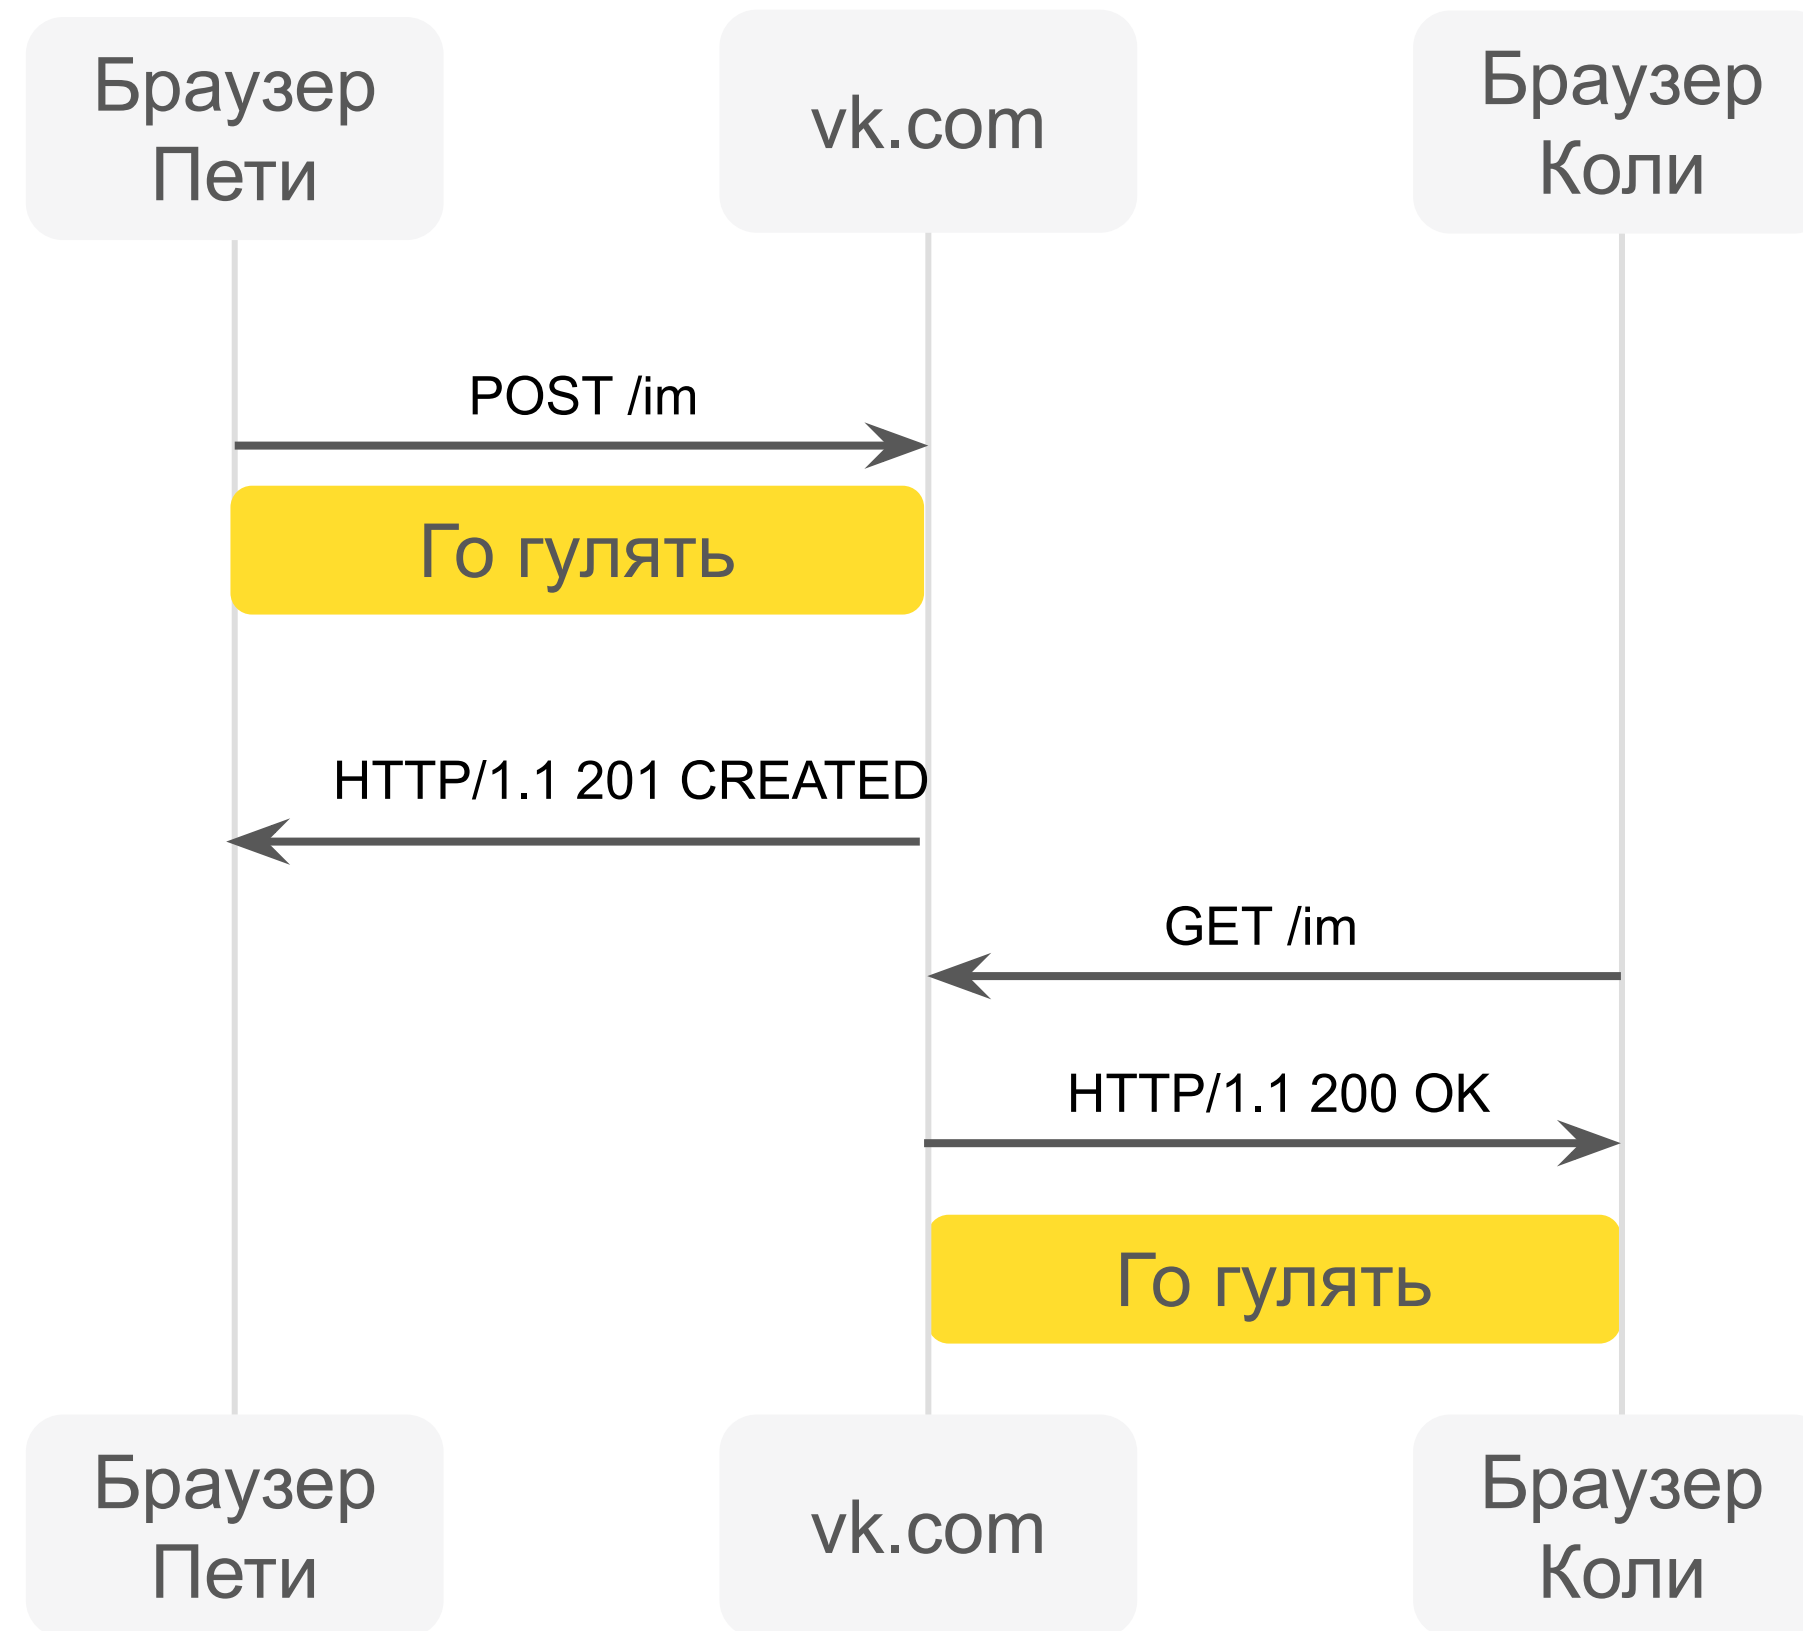 Браузер
Пети
vk.com
Браузер
Коли
POST /im
Го гулять
HTTP/1.1 201 CREATED
GET /im
HTTP/1.1 200 OK
Го гулять
Браузер
Пети
vk.com
Браузер
Коли